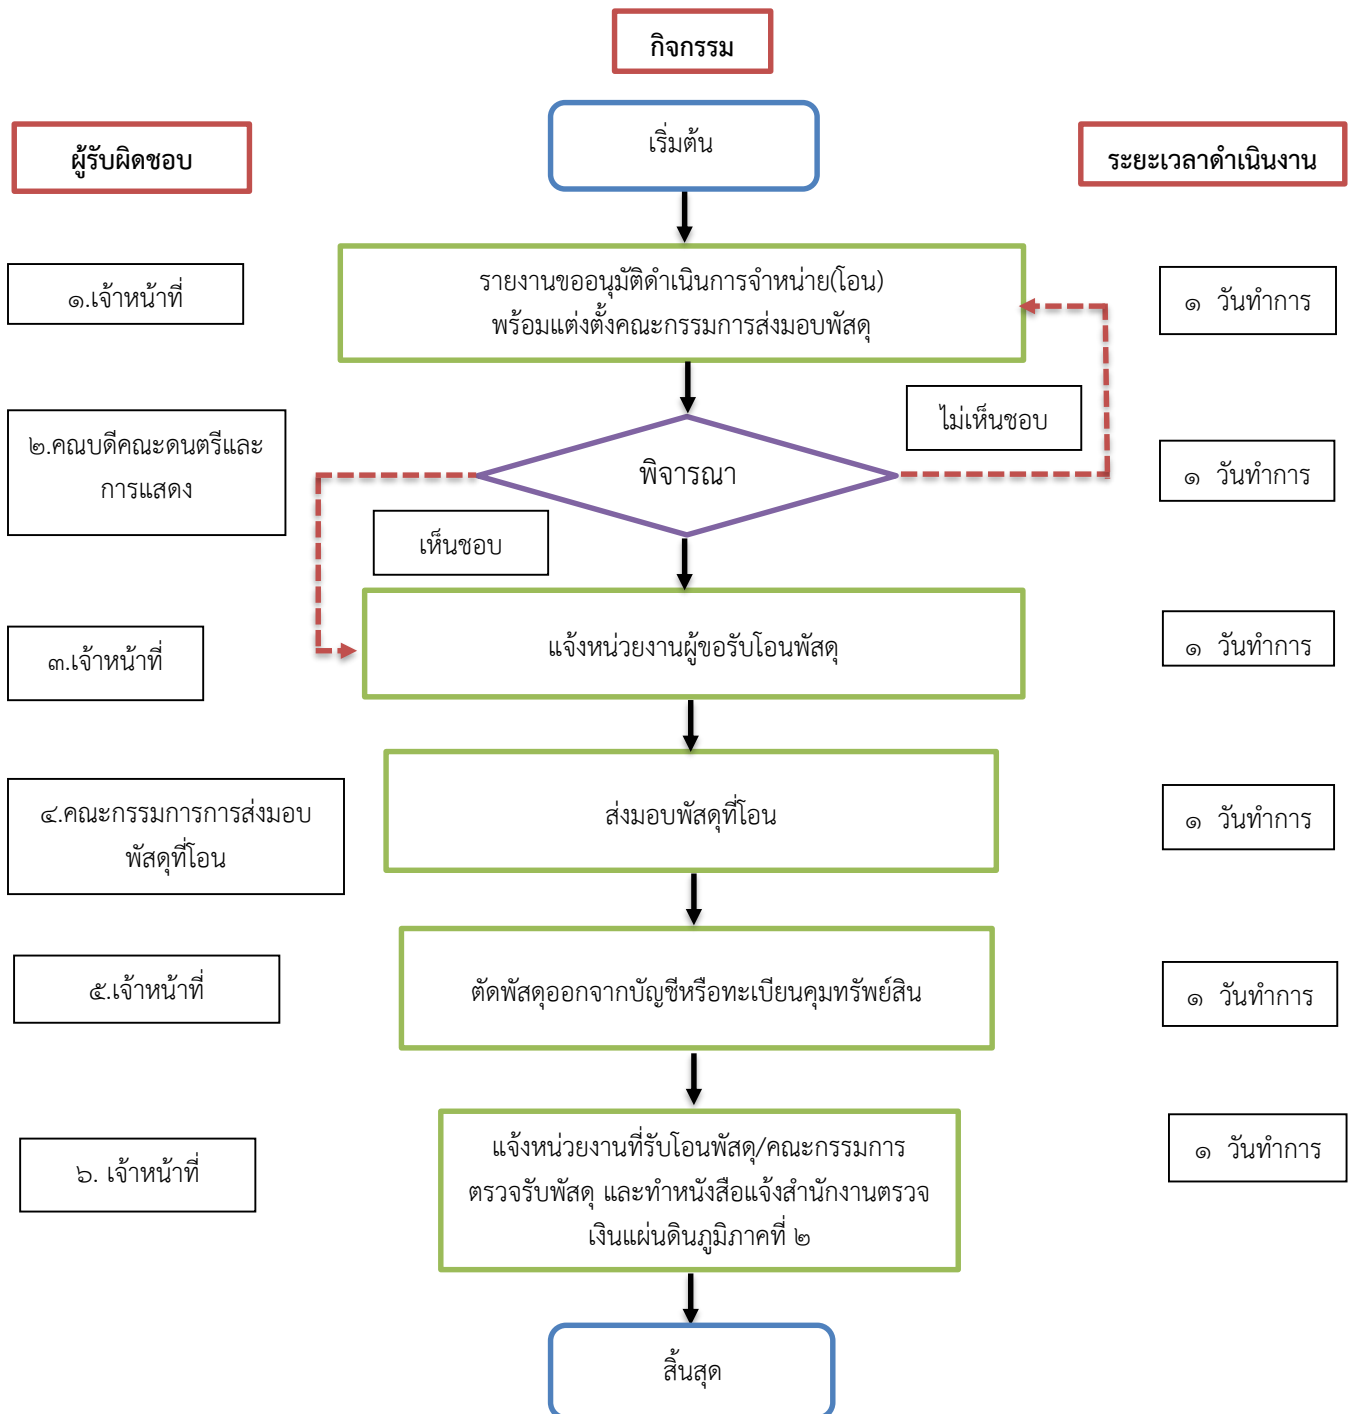 กิจกรรม
เริ่มต้น
ผู้รับผิดชอบ
ระยะเวลาดำเนินงาน
๑.เจ้าหน้าที่
รายงานขออนุมัติดำเนินการจำหน่าย(โอน)
พร้อมแต่งตั้งคณะกรรมการส่งมอบพัสดุ
๑ วันทำการ
๒.คณบดีคณะดนตรีและ
การแสดง
พิจารณา
ไม่เห็นชอบ
๑ วันทำการ
เห็นชอบ
๓.เจ้าหน้าที่
แจ้งหน่วยงานผู้ขอรับโอนพัสดุ
๑ วันทำการ
๔.คณะกรรมการการส่งมอบ
พัสดุที่โอน
ส่งมอบพัสดุที่โอน
๑ วันทำการ
๕.เจ้าหน้าที่
ตัดพัสดุออกจากบัญชีหรือทะเบียนคุมทรัพย์สิน
๑ วันทำการ
๖. เจ้าหน้าที่
แจ้งหน่วยงานที่รับโอนพัสดุ/คณะกรรมการ
ตรวจรับพัสดุ และทำหนังสือแจ้งสำนักงานตรวจ
เงินแผ่นดินภูมิภาคที่ ๒
๑ วันทำการ
สิ้นสุด